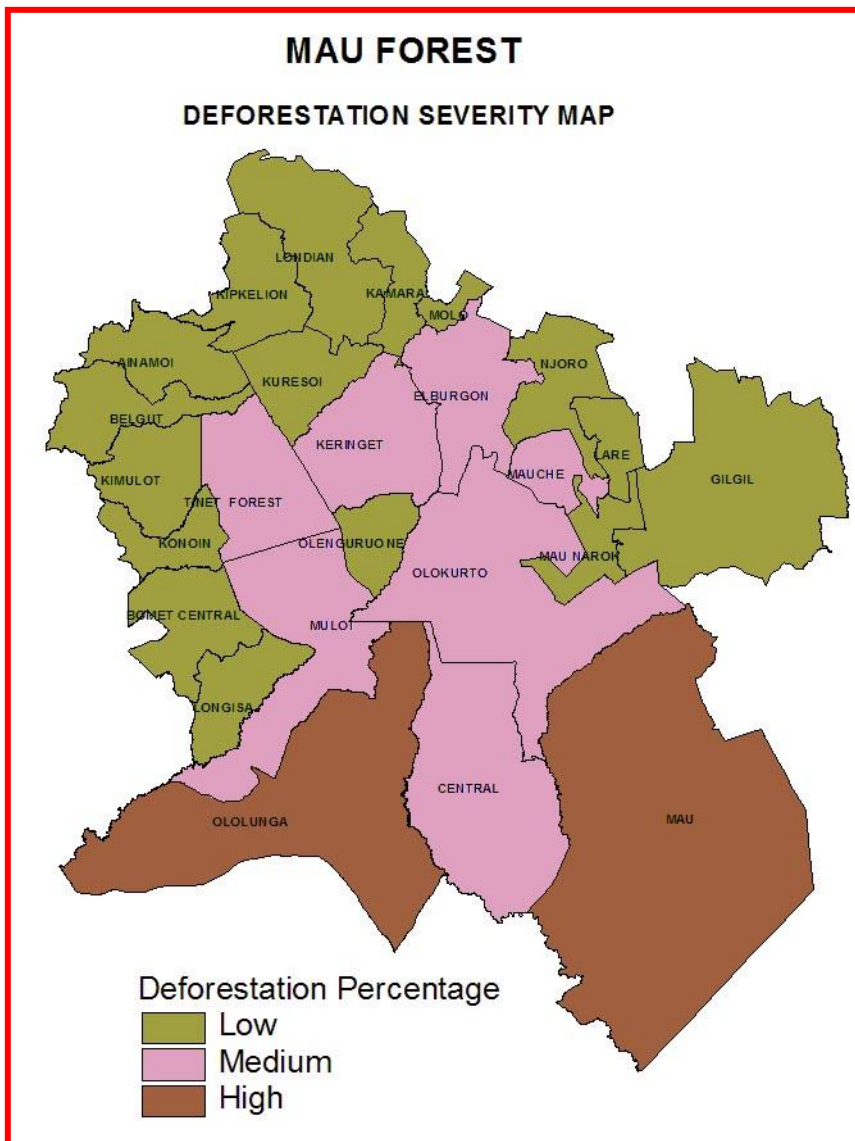 MAU FOREST
DEFORESTATION SEVERITY MAP
LONDIAN
KIPKELION
KAMARA
MOLO
AINAMOI
NJORO
KURESOI
ELBURGON
BELGUT
KERINGET
LARE
MAUCHE
GILGIL
KIMULOT
TINET FOREST
KONOIN
OLENGURUONE
MAU NAROK
OLOKURTO
BOMET CENTRAL
MULOT
LONGISA
CENTRAL
OLOLUNGA
MAU
Deforestation Percentage
Low
Medium
High